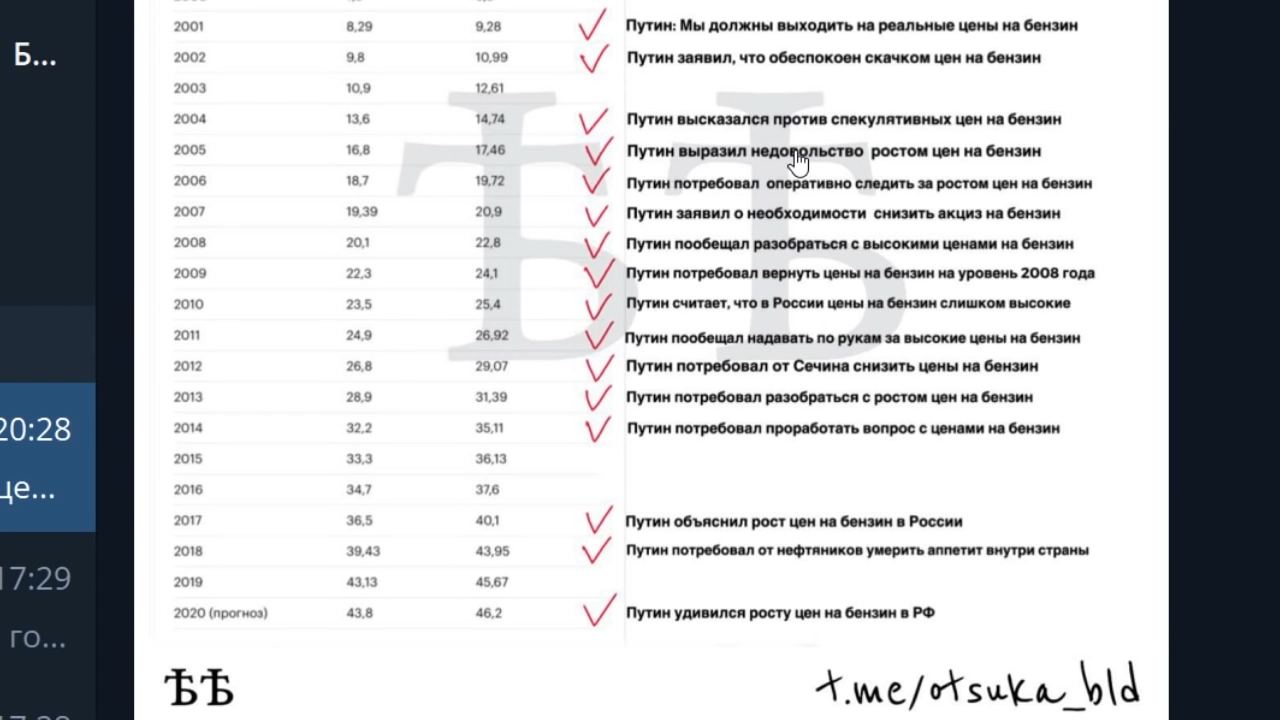 2001 8,29 9,28 Путин: Мы должны выходить на реальные цены на бензин
Б...
2002 9,8 10,99 Путин заявил, что обеспокоен скачком цен на бензин
2003 10,9 12,61
2004 13,6 14,74 Путин высказался против спекулятивных цен на бензин
2005 16,8 17,46 Путин выразил недовольство ростом цен на бензин
2006 18,7 19,72 Путин потребовал оперативно следить за ростом цен на бензин
2007 19,39 20,9 Путин заявил о необходимости снизить акциз на бензин
2008 20,1 22,8 Путин пообещал разобраться с высокими ценами на бензин
2009 22,3 24,1 Путин потребовал вернуть цены на бензин на уровень 2008 года
2010 23,5 25,4 Путин считает, что в России цены на бензин слишком высокие
2011 24,9 26,92 Путин пообещал надавать по рукам за высокие цены на бензин
2012 26,8 29,07 Путин потребовал от Сечина снизить цены на бензин
2013 28,9 31,39 Путин потребовал разобраться с ростом цен на бензин
20:28
2014 32,2 35,11 Путин потребовал проработать вопрос с ценами на бензин
2015 33,3 36,13
це...
2016 34,7 37,6
2017 36,5 40,1 Путин объяснил рост цен на бензин в России
2018 39,43 43,95 Путин потребовал от нефтяников умерить аппетит внутри страны
17:29
2019 43,13 45,67
2020 (прогноз) 43,8 46,2 Путин удивился росту цен на бензин в РФ
го...
ѢѢ
t.me/otsuka_bld